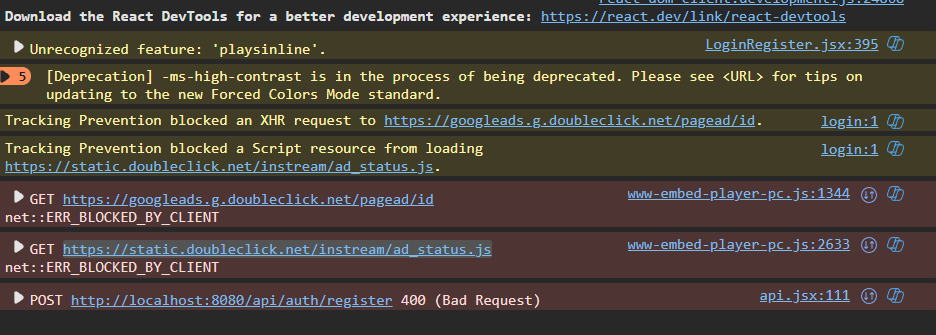 react-dom-client.development.js:24868
Download the React DevTools for a better development experience: https://react.dev/link/react-devtools
Unrecognized feature: 'playsinline'. LoginRegister.jsx:395
5 [Deprecation] -ms-high-contrast is in the process of being deprecated. Please see <URL> for tips on
updating to the new Forced Colors Mode standard.
Tracking Prevention blocked an XHR request to https://googleads.g.doubleclick.net/pagead/id. login:1
Tracking Prevention blocked a Script resource from loading login:1
https://static.doubleclick.net/instream/ad_status.js.
GET https://googleads.g.doubleclick.net/pagead/id www-embed-player-pc.js:1344
net::ERR_BLOCKED_BY_CLIENT
GET https://static.doubleclick.net/instream/ad_status.js www-embed-player-pc.js:2633
net::ERR_BLOCKED_BY_CLIENT
POST http://localhost:8080/api/auth/register 400 (Bad Request) api.jsx:111